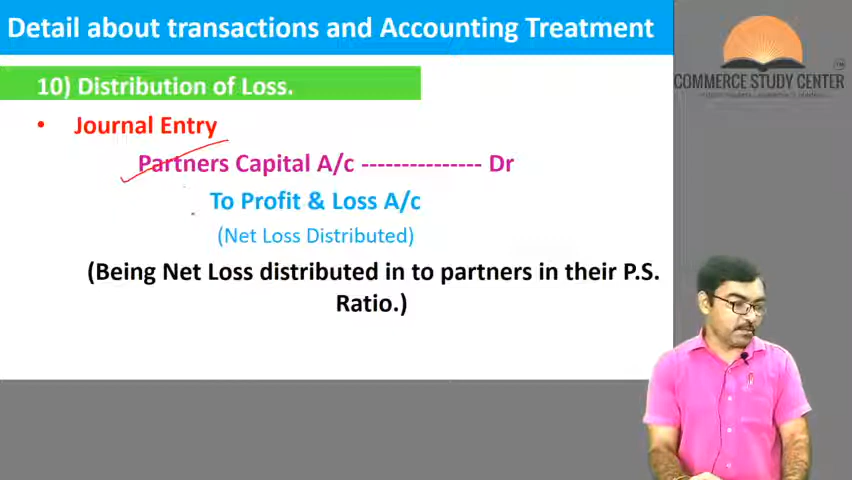 Detail about transactions and Accounting Treatment
10) Distribution of Loss.
• Journal Entry
Partners Capital A/c --------------- Dr
To Profit & Loss A/c
(Net Loss Distributed)
(Being Net Loss distributed in to partners in their P.S.
Ratio.)
TM
COMMERCE STUDY CENTER